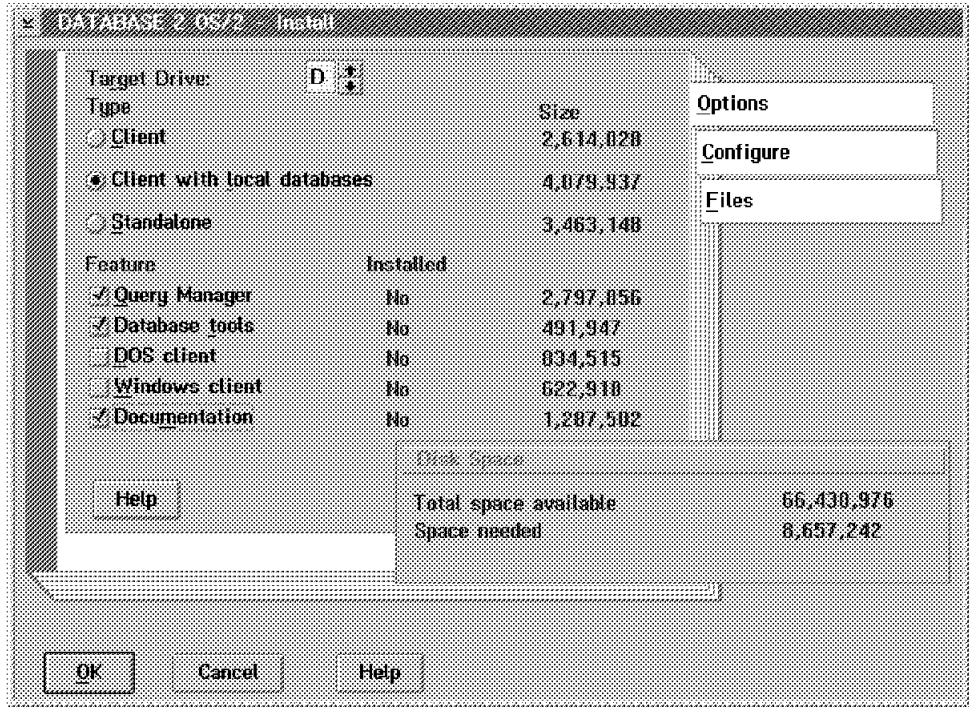 DATABASE 2 OS/2 - Install
Target Drive: D
Type Size
Client 2,614,028
Client with local databases 4,079,937
Standalone 3,463,148
Feature Installed
Query Manager No 2,797,856
Database tools No 491,947
DOS client No 834,515
Windows client No 622,918
Documentation No 1,287,502
Help
Options
Configure
Files
Disk Space
Total space available 66,430,976
Space needed 8,657,242
OK Cancel Help